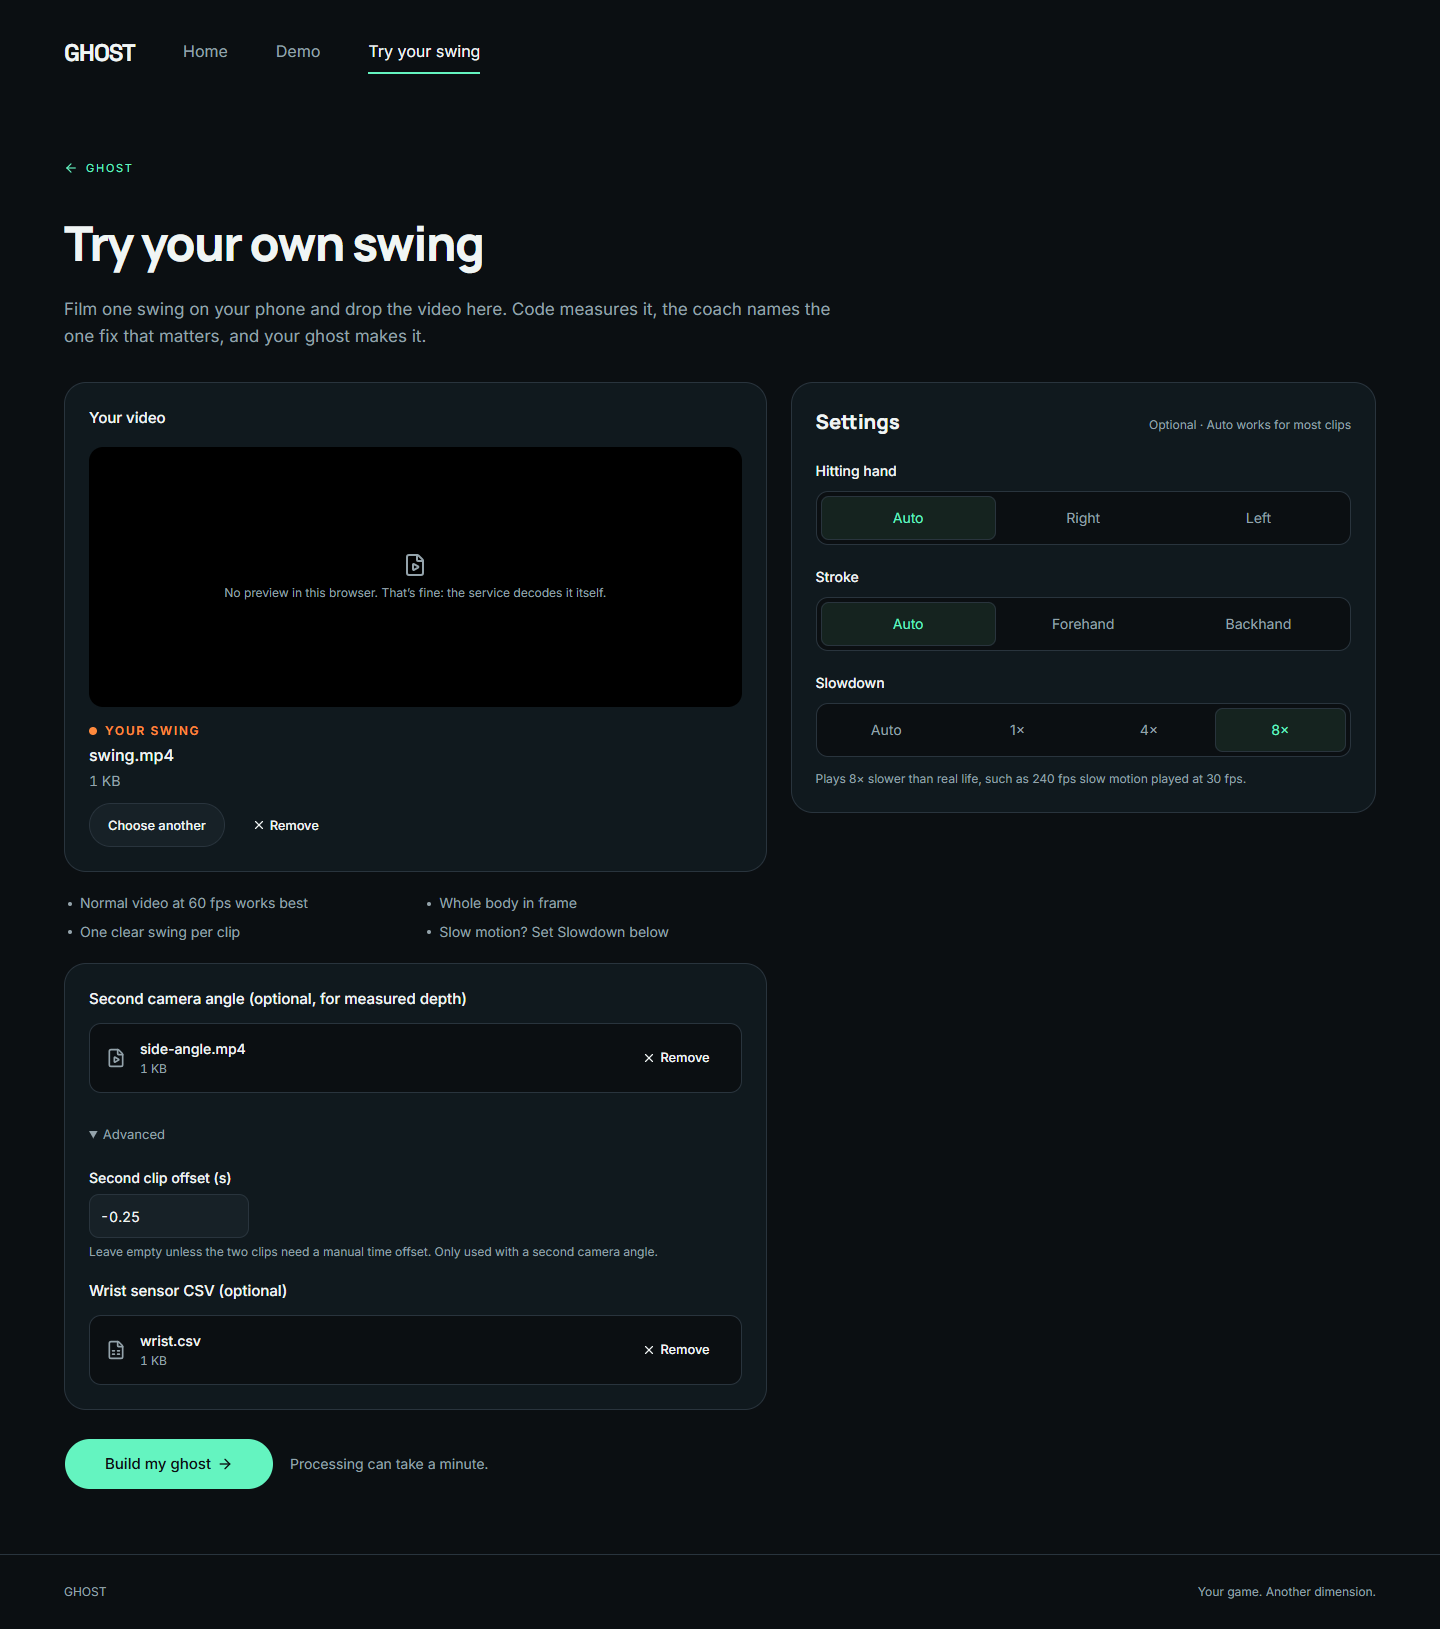 GHOST
Home
Demo
Try your swing
← GHOST
Try your own swing
Film one swing on your phone and drop the video here. Code measures it, the coach names the
one fix that matters, and your ghost makes it.
Your video
No preview in this browser. That’s fine: the service decodes it itself.
YOUR SWING
swing.mp4
1 KB
Choose another
× Remove
• Normal video at 60 fps works best
• Whole body in frame
• One clear swing per clip
• Slow motion? Set Slowdown below
Settings
Optional · Auto works for most clips
Hitting hand
Auto
Right
Left
Stroke
Auto
Forehand
Backhand
Slowdown
Auto
1×
4×
8×
Plays 8× slower than real life, such as 240 fps slow motion played at 30 fps.
Second camera angle (optional, for measured depth)
side-angle.mp4
1 KB
× Remove
▼ Advanced
Second clip offset (s)
-0.25
Leave empty unless the two clips need a manual time offset. Only used with a second camera angle.
Wrist sensor CSV (optional)
wrist.csv
1 KB
× Remove
Build my ghost →
Processing can take a minute.
GHOST
Your game. Another dimension.